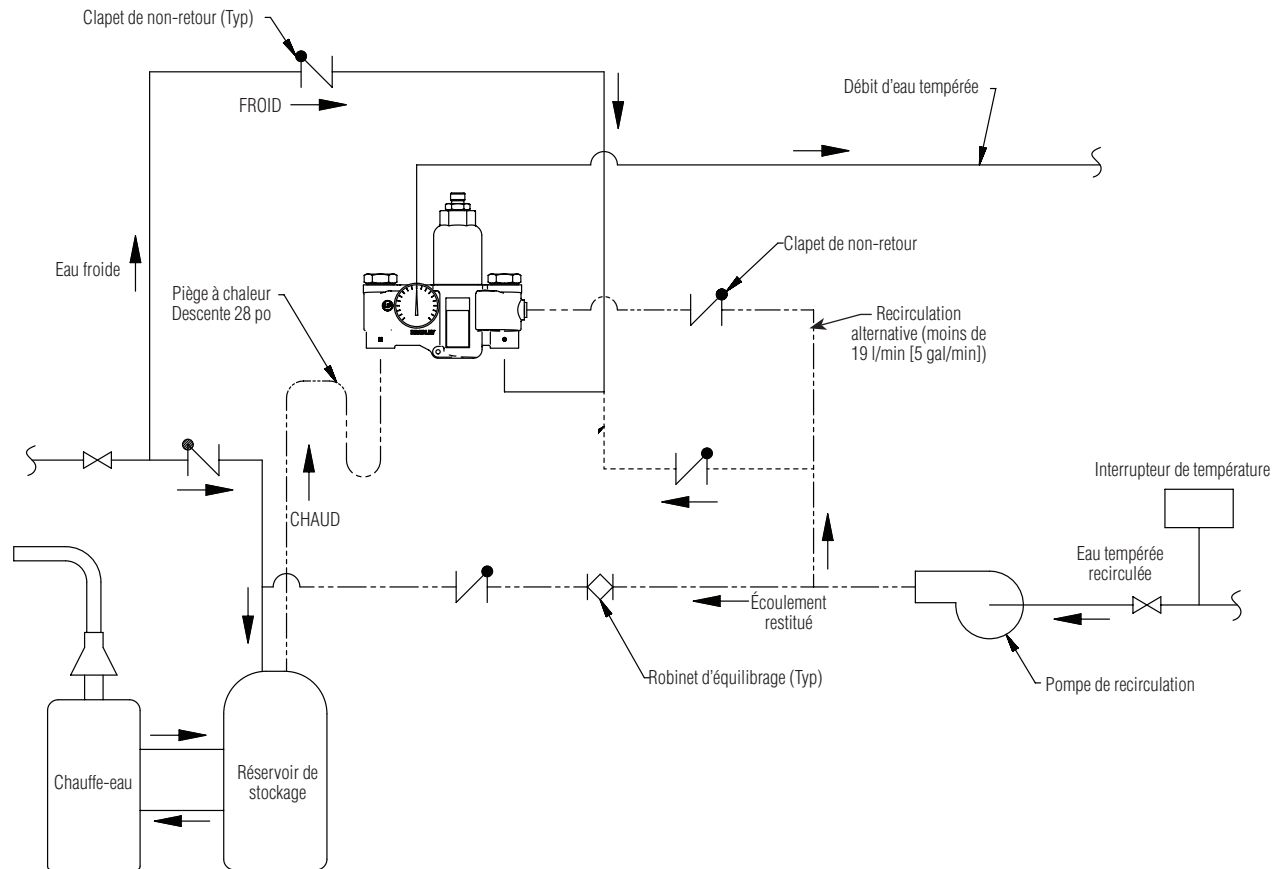 Clapet de non-retour (Typ)
FROID
Débit d'eau tempérée
Eau froide
Clapet de non-retour
Piège à chaleur
Descente 28 po
Recirculation
alternative (moins de
19 l/min [5 gal/min])
Interrupteur de température
CHAUD
Eau tempérée
recirculée
Écoulement
restitué
Robinet d'équilibrage (Typ)
Pompe de recirculation
Chauffe-eau
Réservoir de
stockage